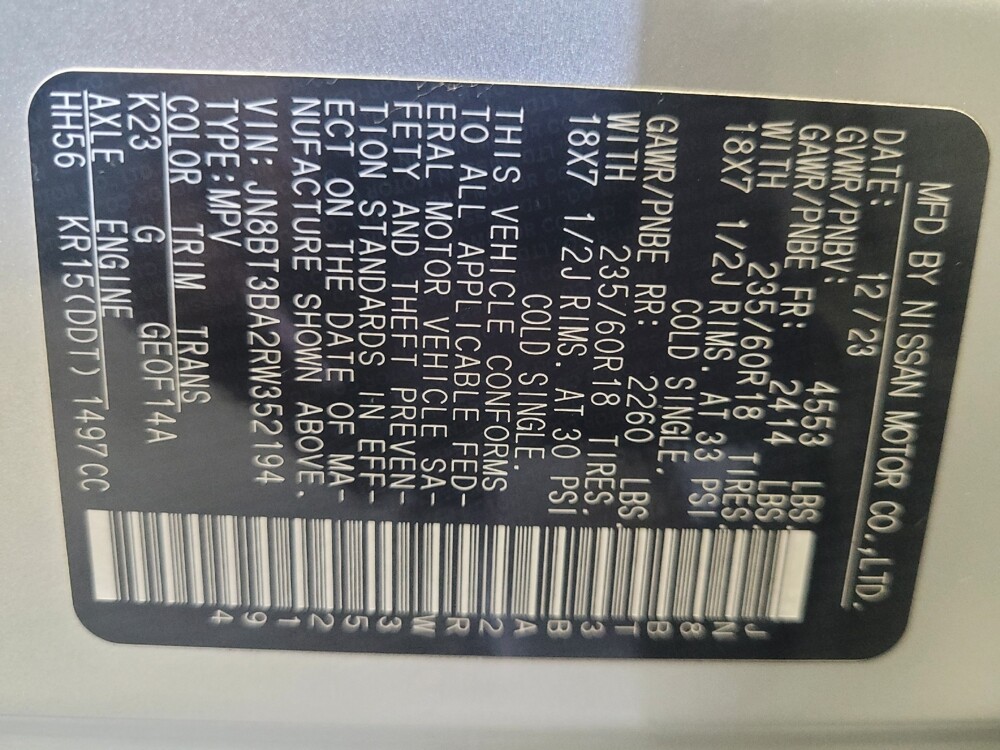 MFD BY NISSAN MOTOR CO.,LTD.
DATE: 12/23
GVWR/PNBV: 4553 LBS.
GAWR/PNBE FR: 2414 LBS.
WITH 235/60R18 TIRES.
18X7 1/2J RIMS. AT 33 PSI
COLD SINGLE.
GAWR/PNBE RR: 2260 LBS.
WITH 235/60R18 TIRES.
18X7 1/2J RIMS. AT 30 PSI
COLD SINGLE.
THIS VEHICLE CONFORMS
TO ALL APPLICABLE FED-
ERAL MOTOR VEHICLE SA-
FETY AND THEFT PREVEN-
TION STANDARDS IN EFF-
ECT ON THE DATE OF MA-
NUFACTURE SHOWN ABOVE.
VIN: JN8BT3BA2RW352194
TYPE:MPV
COLOR TRIM TRANS
K23 G GE0F14A
AXLE ENGINE
HH56 KR15(DDT) 1497CC
JN8BT3BA2RW352194